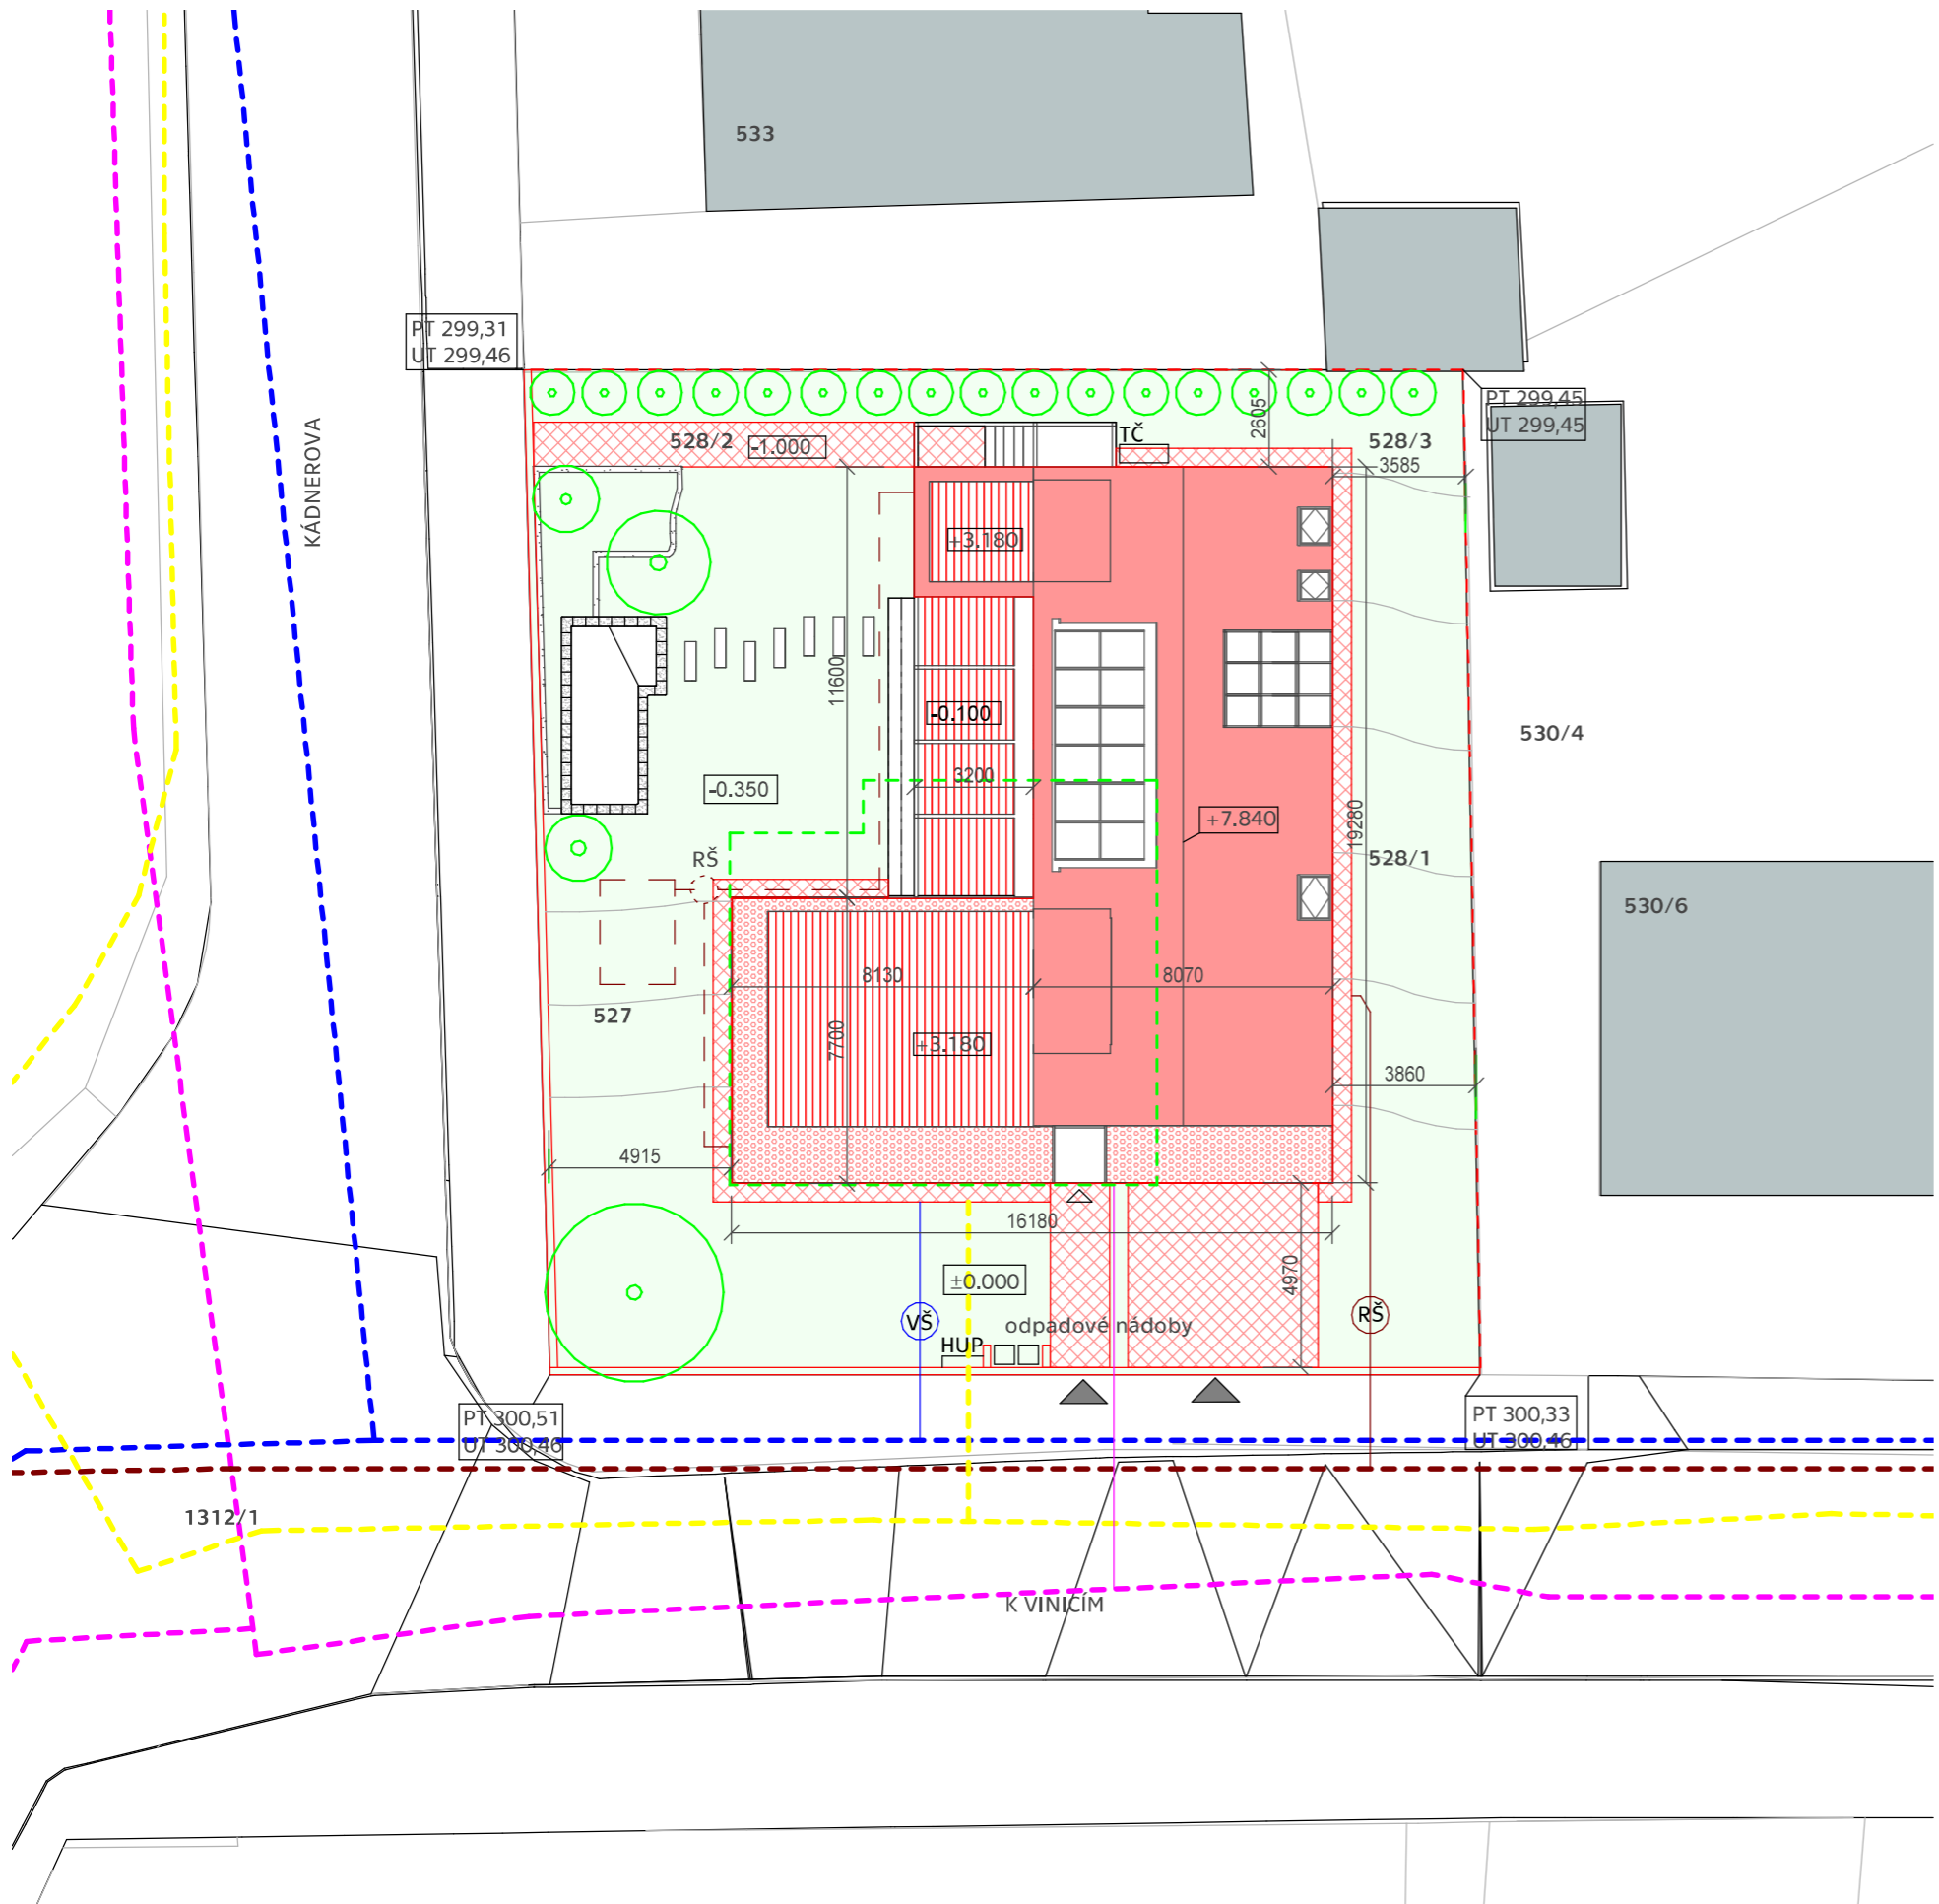 533
PT 299,31
UT 299,46
KÁDNEROVA
PT 299,45
UT 299,45
528/2
-1.000
TČ
2605
528/3
3585
+3.180
11600
-0.100
530/4
3200
-0.350
+7.840
19280
RŠ
528/1
530/6
8130
8070
527
7700
+3.180
3860
4915
16180
±0.000
4970
VŠ
odpadové nádoby
RŠ
HUP
PT 300,51
UT 300,46
PT 300,33
UT 300,46
1312/1
K VINICÍM